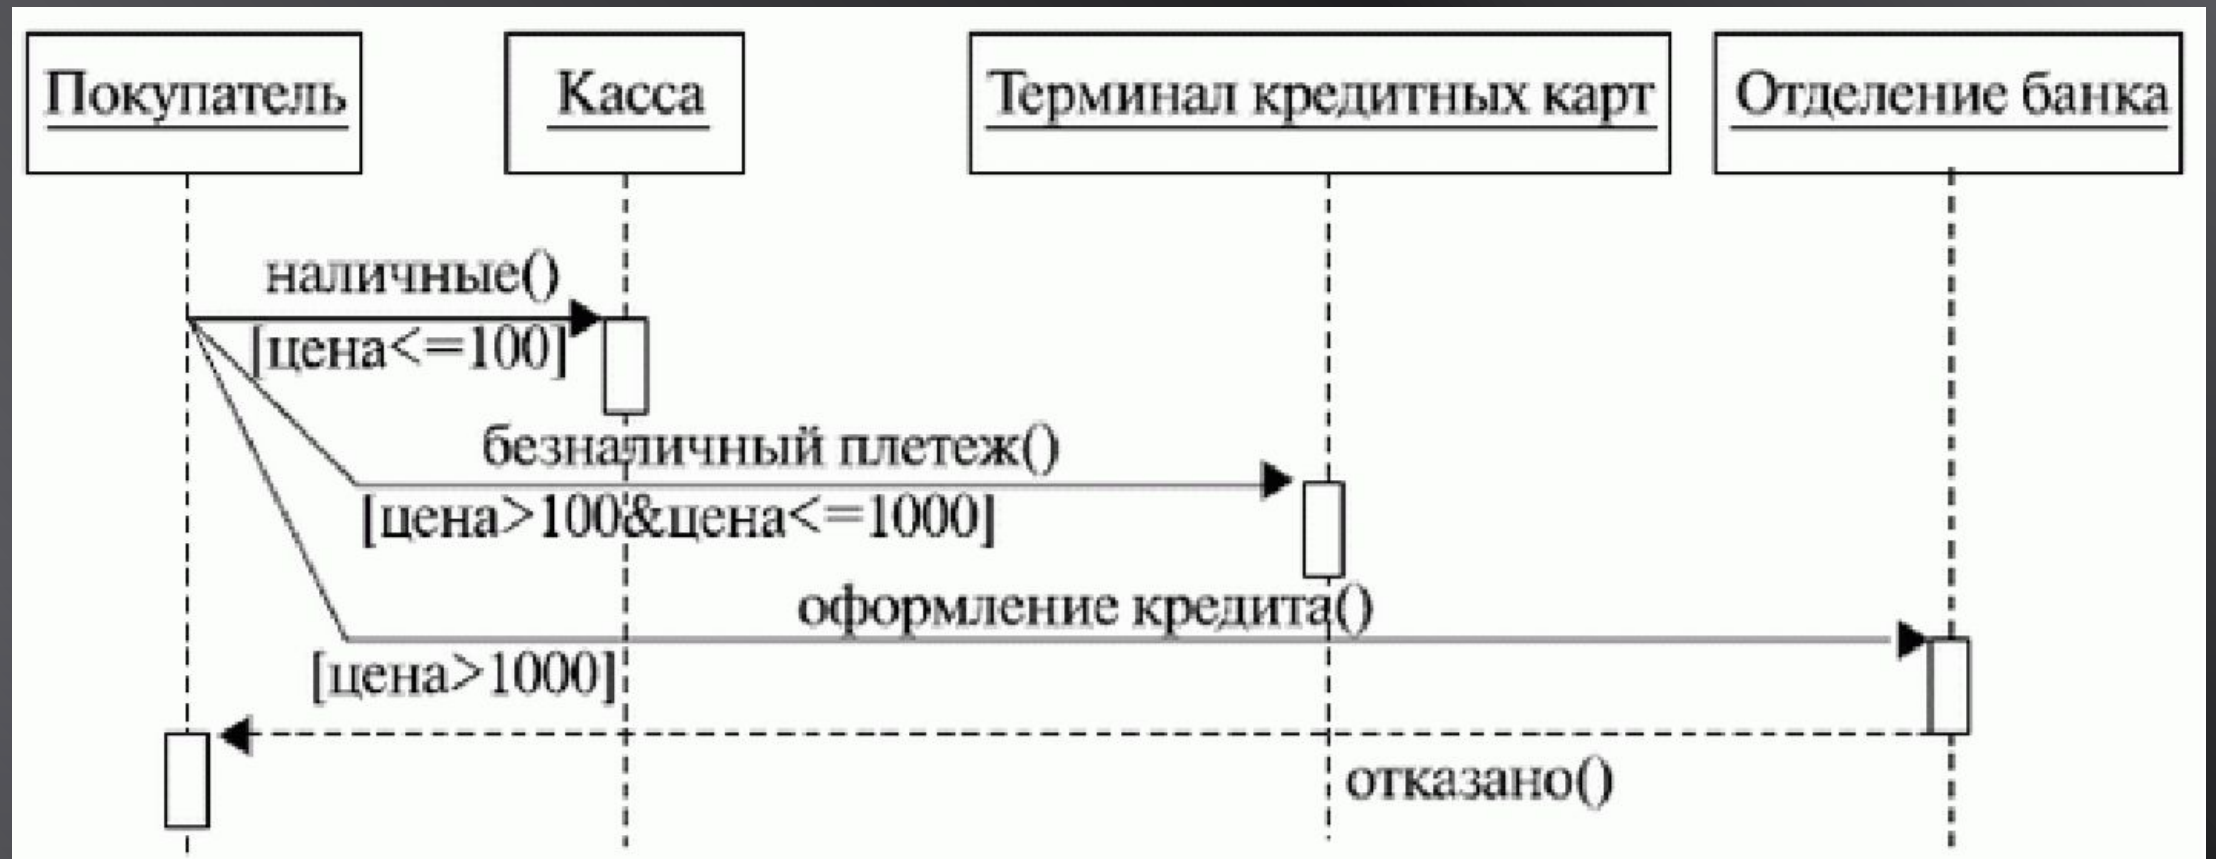 Покупатель
Касса
Терминал кредитных карт
Отделение банка
наличные()
[цена<=100]
безналичный плетеж()
[цена>100&цена<=1000]
оформление кредита()
[цена>1000]
отказано()